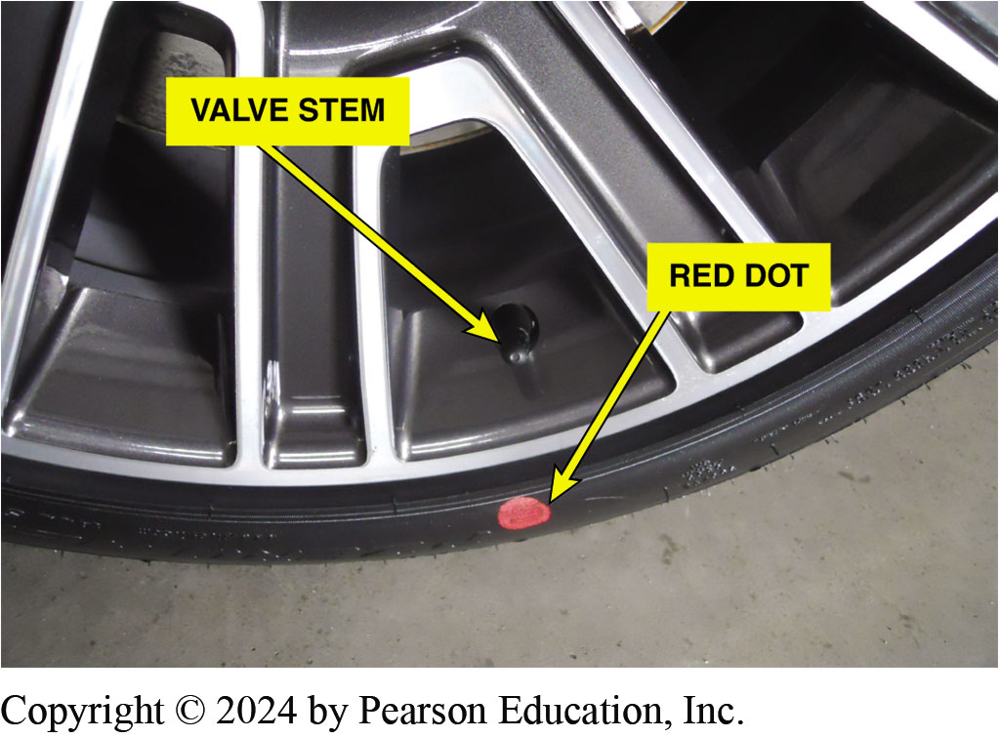 VALVE STEM
RED DOT
Copyright © 2024 by Pearson Education, Inc.